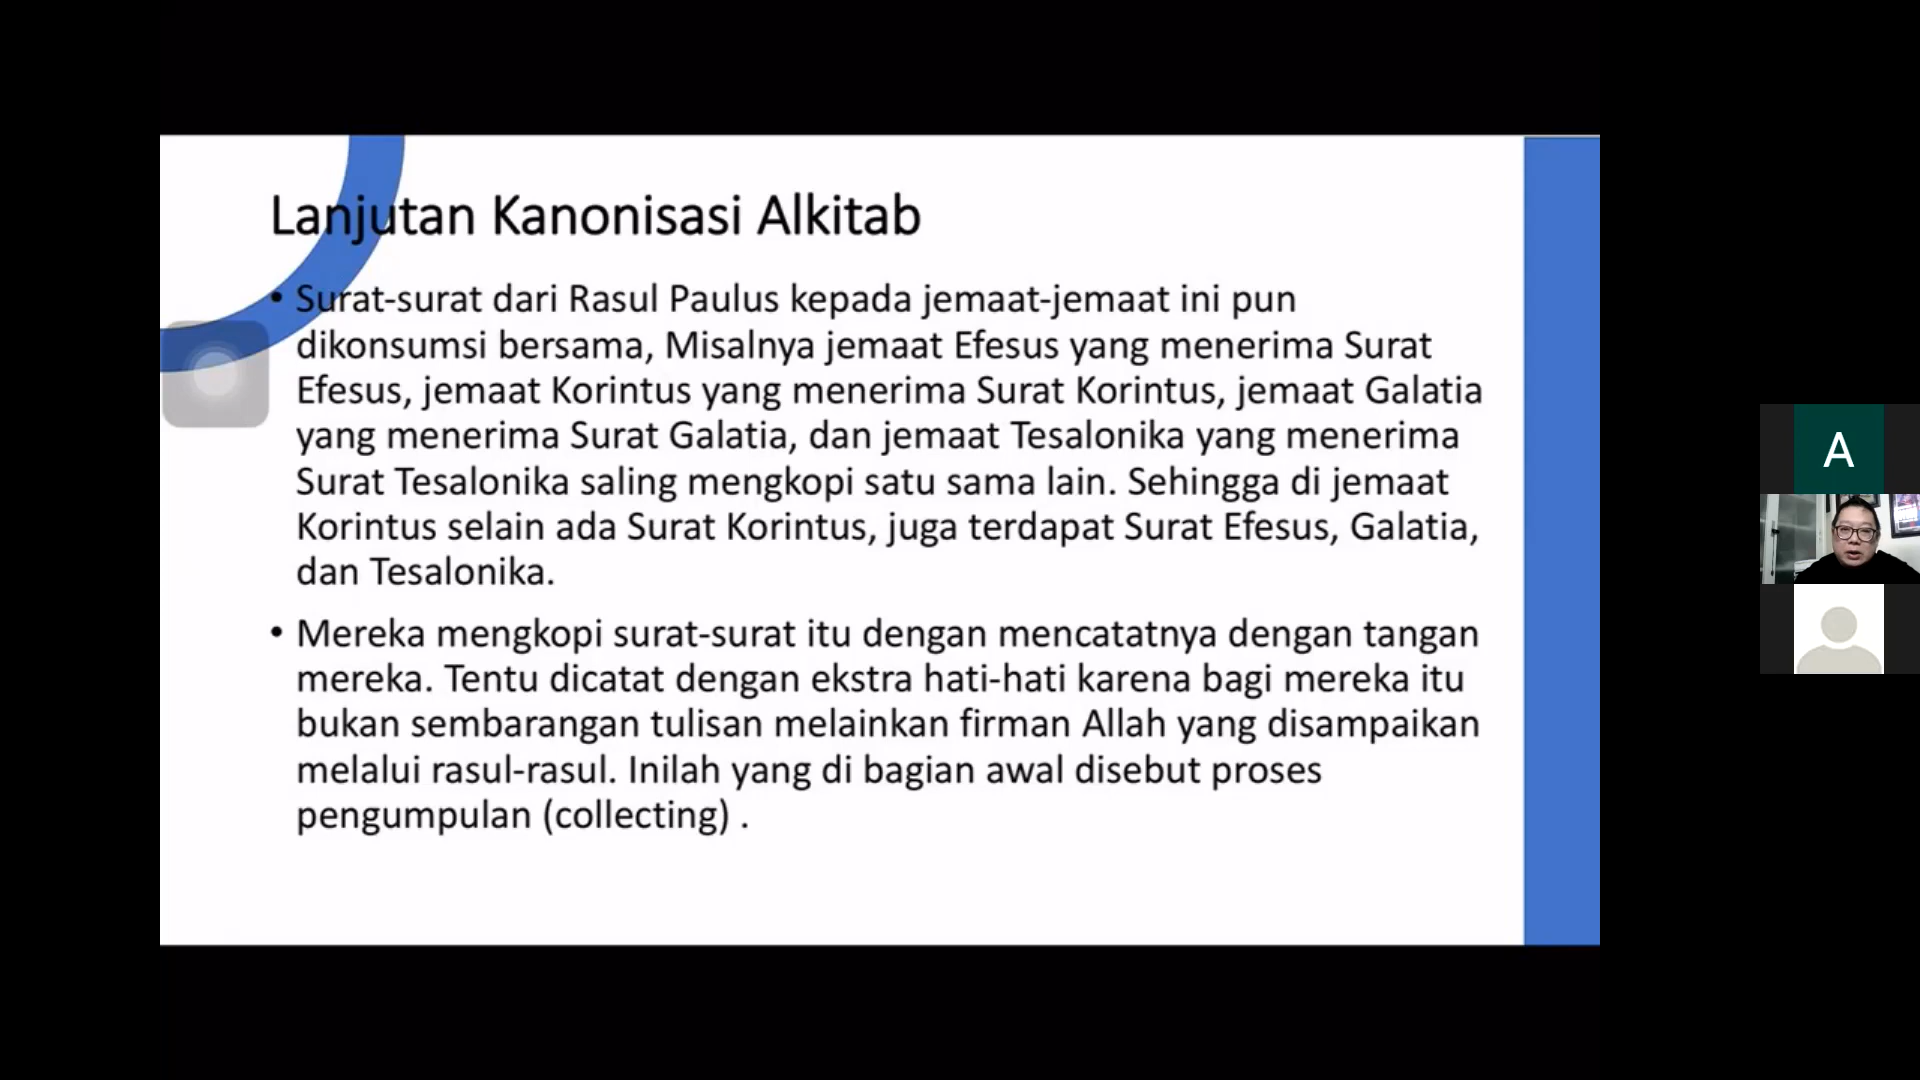 Lanjutan Kanonisasi Alkitab
• Surat-surat dari Rasul Paulus kepada jemaat-jemaat ini pun
dikonsumsi bersama, Misalnya jemaat Efesus yang menerima Surat
Efesus, jemaat Korintus yang menerima Surat Korintus, jemaat Galatia
yang menerima Surat Galatia, dan jemaat Tesalonika yang menerima
Surat Tesalonika saling mengkopi satu sama lain. Sehingga di jemaat
Korintus selain ada Surat Korintus, juga terdapat Surat Efesus, Galatia,
dan Tesalonika.
• Mereka mengkopi surat-surat itu dengan mencatatnya dengan tangan
mereka. Tentu dicatat dengan ekstra hati-hati karena bagi mereka itu
bukan sembarangan tulisan melainkan firman Allah yang disampaikan
melalui rasul-rasul. Inilah yang di bagian awal disebut proses
pengumpulan (collecting) .
A